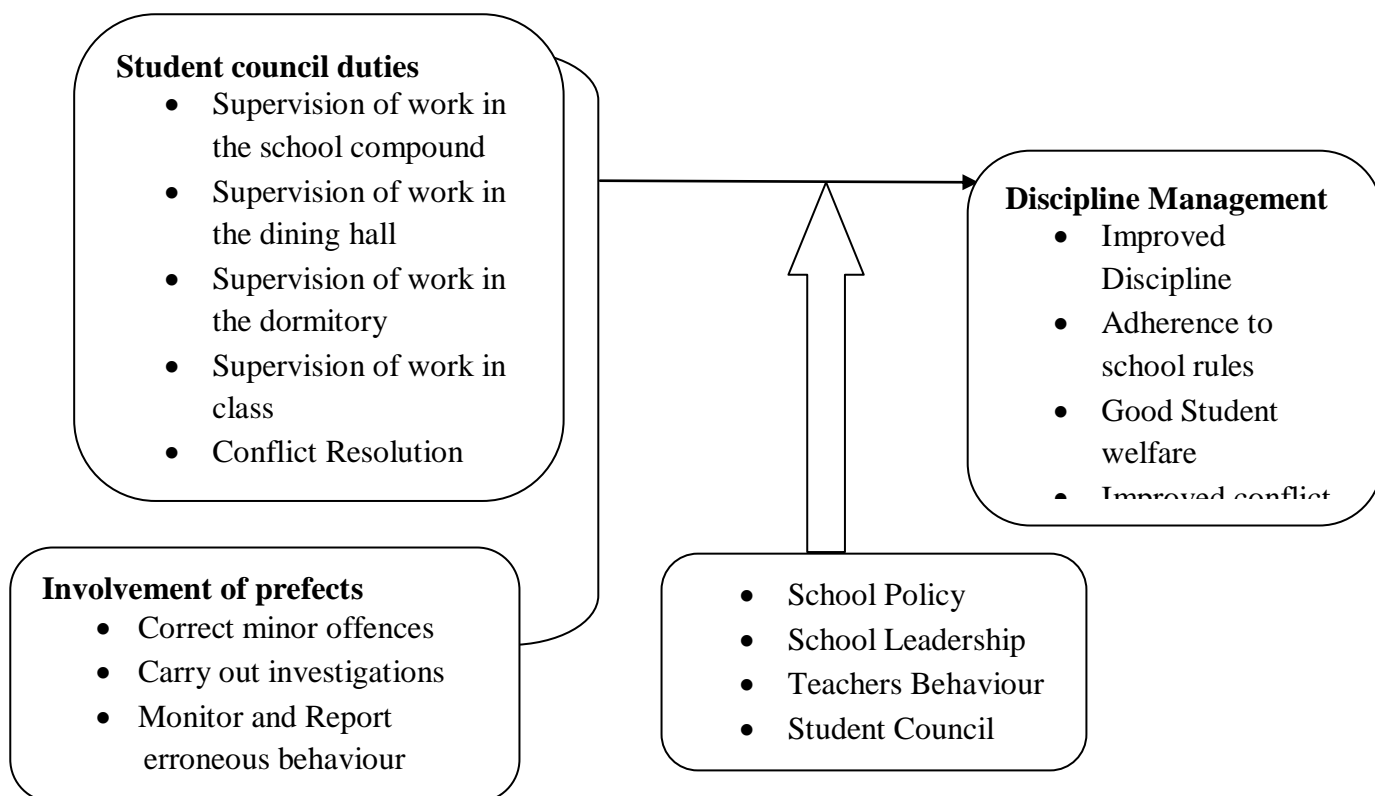 Student council duties
• Supervision of work in
the school compound
• Supervision of work in
the dining hall
• Supervision of work in
the dormitory
• Supervision of work in
class
• Conflict Resolution
Involvement of prefects
• Correct minor offences
• Carry out investigations
• Monitor and Report
erroneous behaviour
• School Policy
• School Leadership
• Teachers Behaviour
• Student Council
Discipline Management
• Improved
Discipline
• Adherence to
school rules
• Good Student
welfare
• Improved conflict